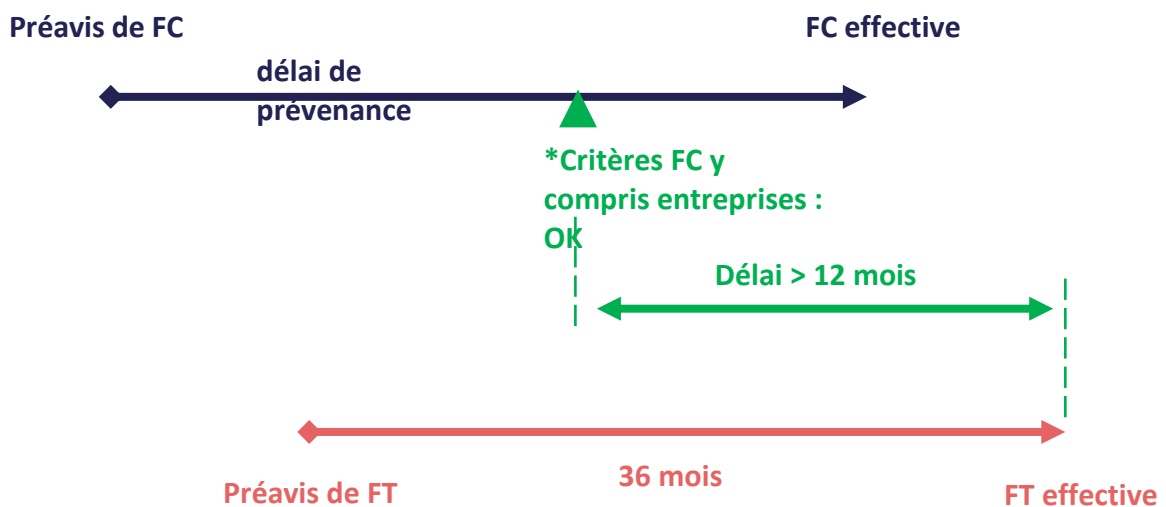 Préavis de FC
FC effective
délai de
prévenance
*Critères FC y
compris entreprises :
OK
Délai > 12 mois
36 mois
Préavis de FT
FT effective